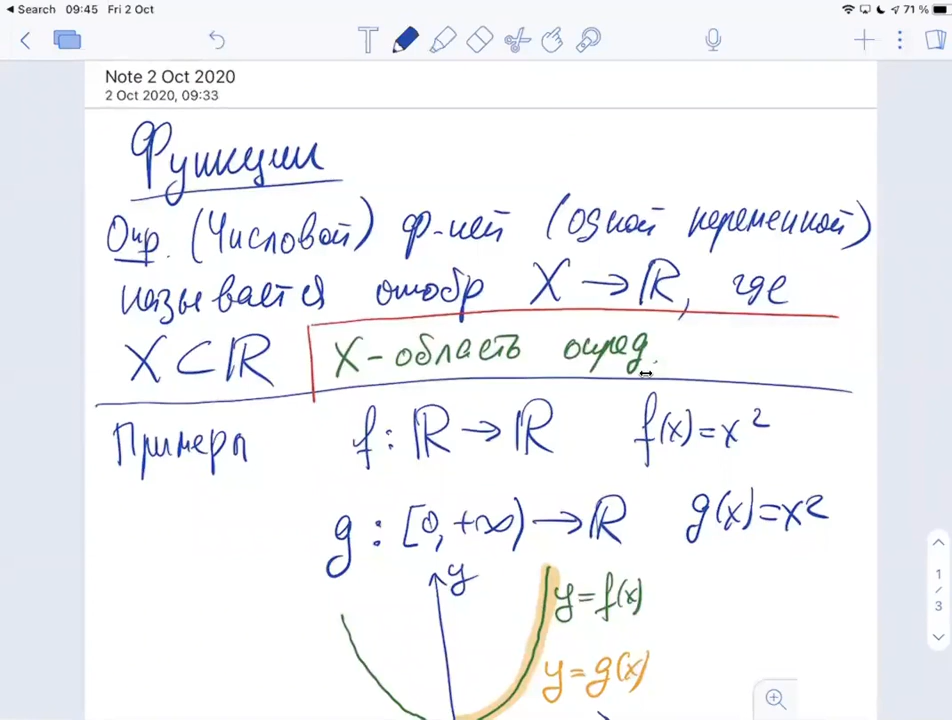 Search 09:45 Fri 2 Oct 71 %
Note 2 Oct 2020
2 Oct 2020, 09:33
Функции
Опр. (Числовой) ф-ией (одной переменной)
называется отобр X → ℝ, где
X ⊂ ℝ X - область опред.
Примеры f : ℝ → ℝ f(x) = x²
g : [0, +∞) → ℝ g(x) = x²
y
y = f(x)
y = g(x)
1
/
3